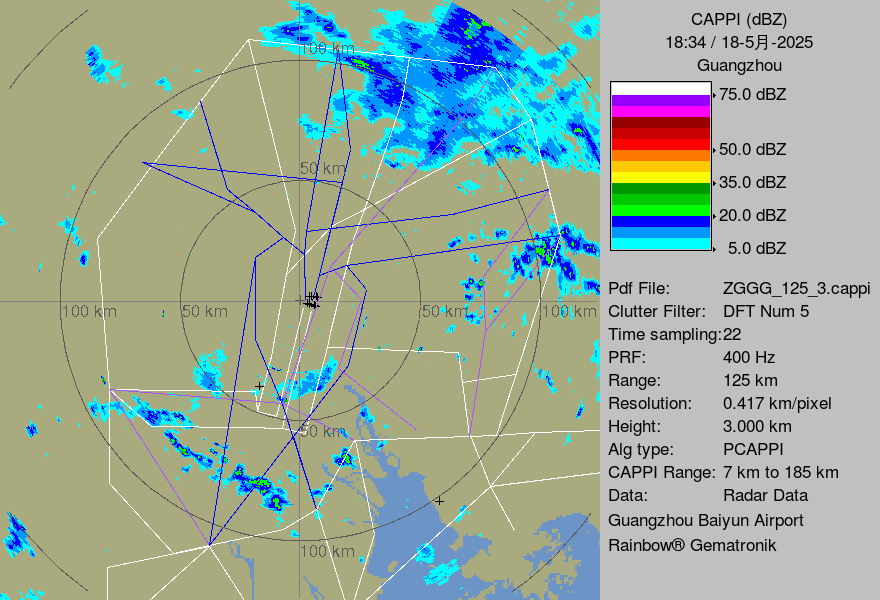 CAPPI (dBZ)
18:34 / 18-5月-2025
Guangzhou
75.0 dBZ
50.0 dBZ
35.0 dBZ
20.0 dBZ
5.0 dBZ
Pdf File: ZGGG_125_3.cappi
Clutter Filter: DFT Num 5
Time sampling:22
PRF: 400 Hz
Range: 125 km
Resolution: 0.417 km/pixel
Height: 3.000 km
Alg type: PCAPPI
CAPPI Range: 7 km to 185 km
Data: Radar Data
Guangzhou Baiyun Airport
Rainbow® Gematronik
100 km
50 km
100 km
50 km
50 km
100 km
50 km
100 km